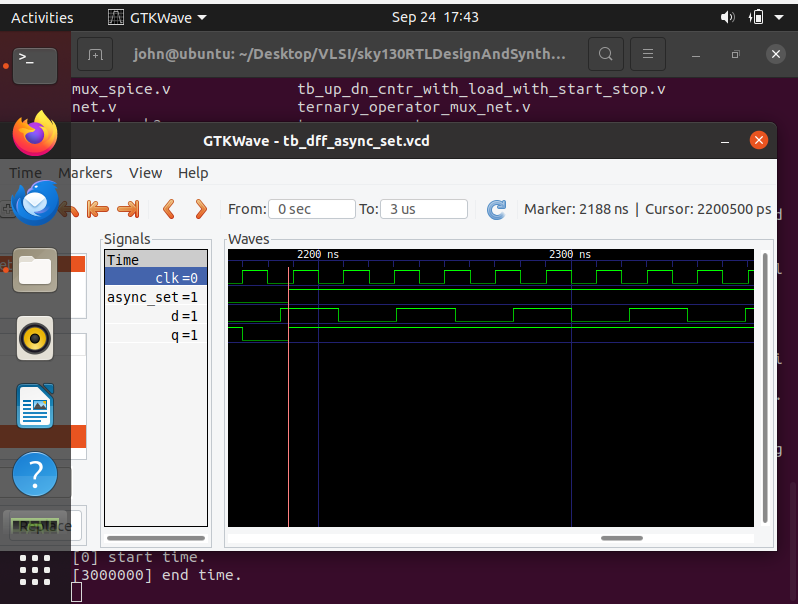 Activities GTKWave Sep 24 17:43
john@ubuntu: ~/Desktop/VLSI/sky130RTLDesignAndSynth...
mux_spice.v tb_up_dn_cntr_with_load_with_start_stop.v
net.v ternary_operator_mux_net.v
GTKWave - tb_dff_async_set.vcd
Time Markers View Help
From: 0 sec To: 3 us Marker: 2188 ns | Cursor: 2200500 ps
Signals Waves
Time 2200 ns 2300 ns
clk=0
async_set=1
d=1
q=1
Replace
[0] start time.
[3000000] end time.